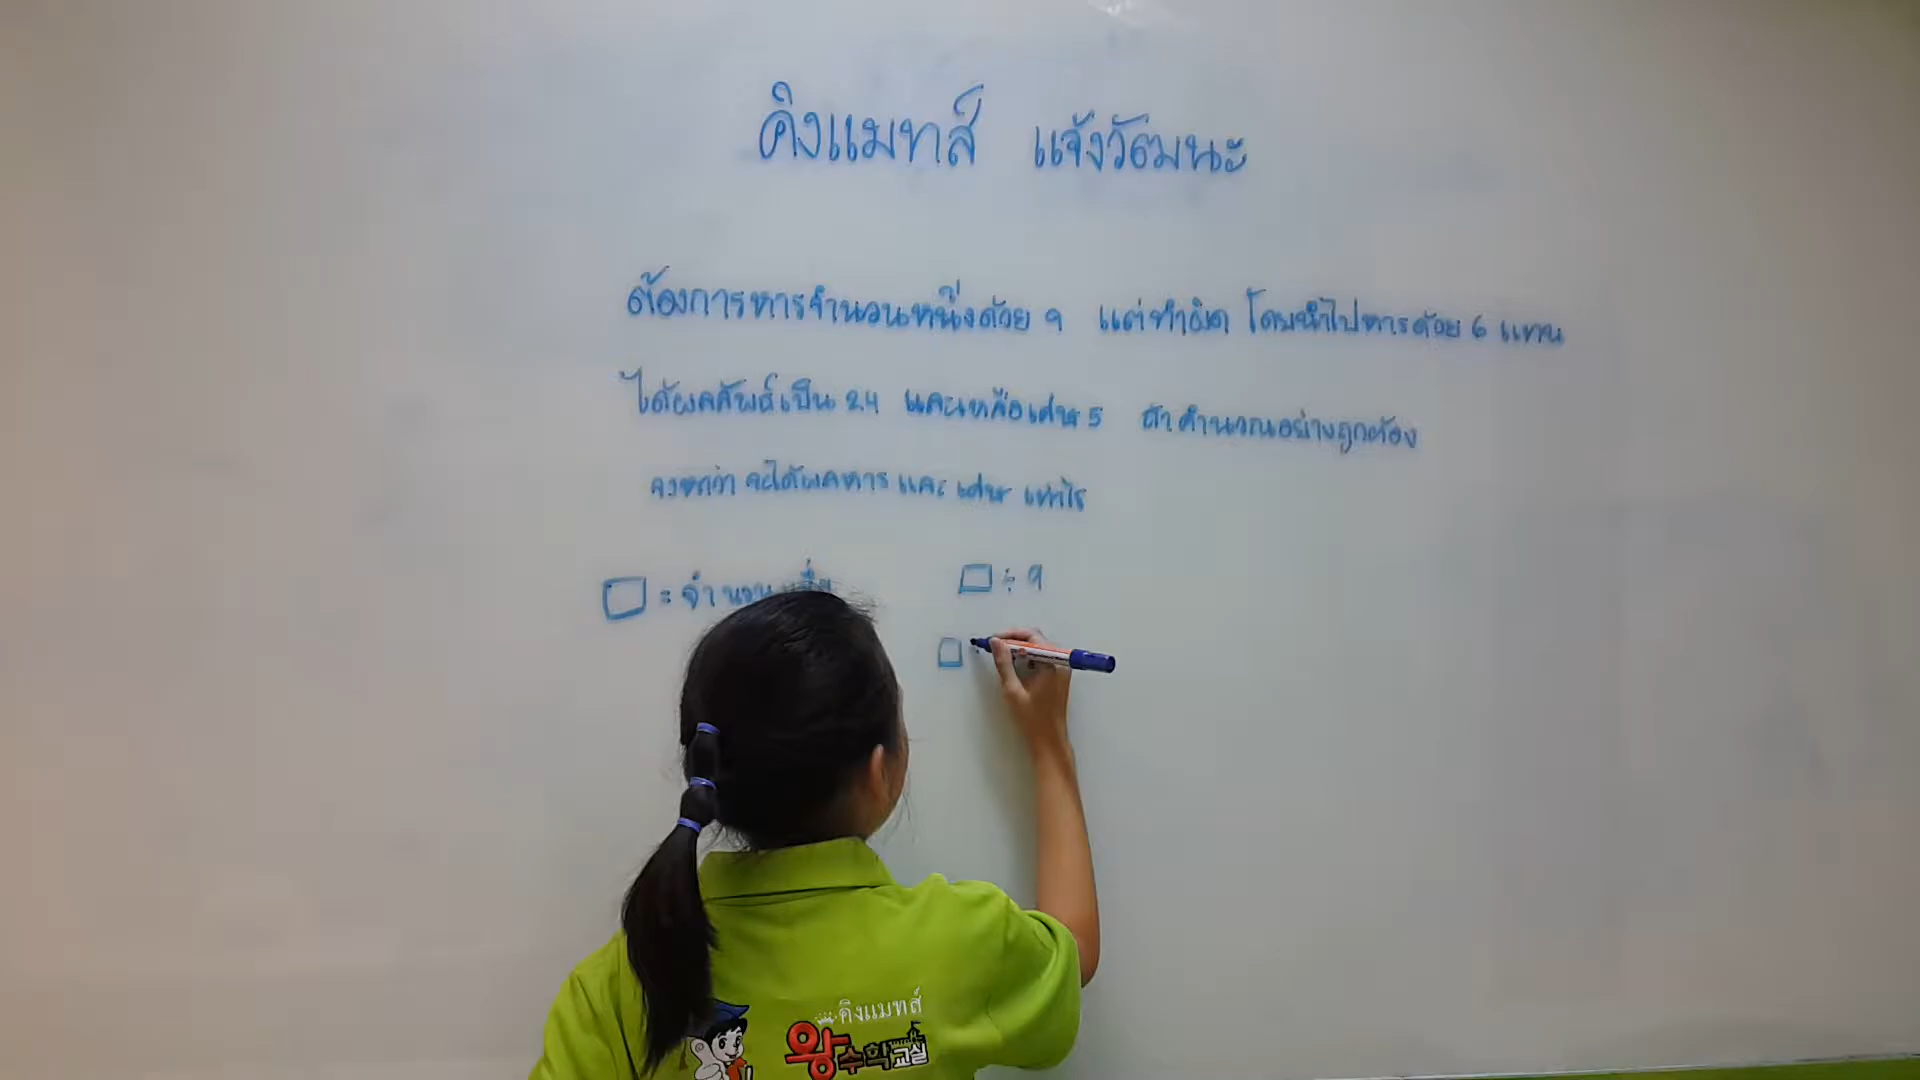 คิงแมทส์ แจ้งวัฒนะ
ต้องการหารจำนวนหนึ่งด้วย 9 แต่ทำผิด โดยนำไปหารด้วย 6 แทน
ได้ผลลัพธ์เป็น 24 และเหลือเศษ 5 ถ้าคำนวณอย่างถูกต้อง
จงหาว่า จะได้ผลหาร และ เศษ เท่าไร
□ = จำนวน
□ ÷ 9
□
คิงแมทส์
왕수학교실